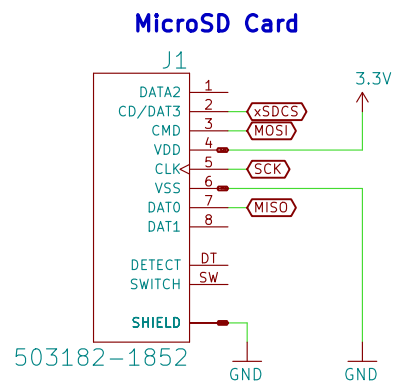 MicroSD Card
J1
DATA2 1
CD/DAT3 2 xSDCS
3.3V
CMD 3 MOSI
VDD 4
CLK 5 SCK
VSS 6
DAT0 7 MISO
DAT1 8
DETECT DT
SWITCH SW
SHIELD
503182-1852
GND
GND